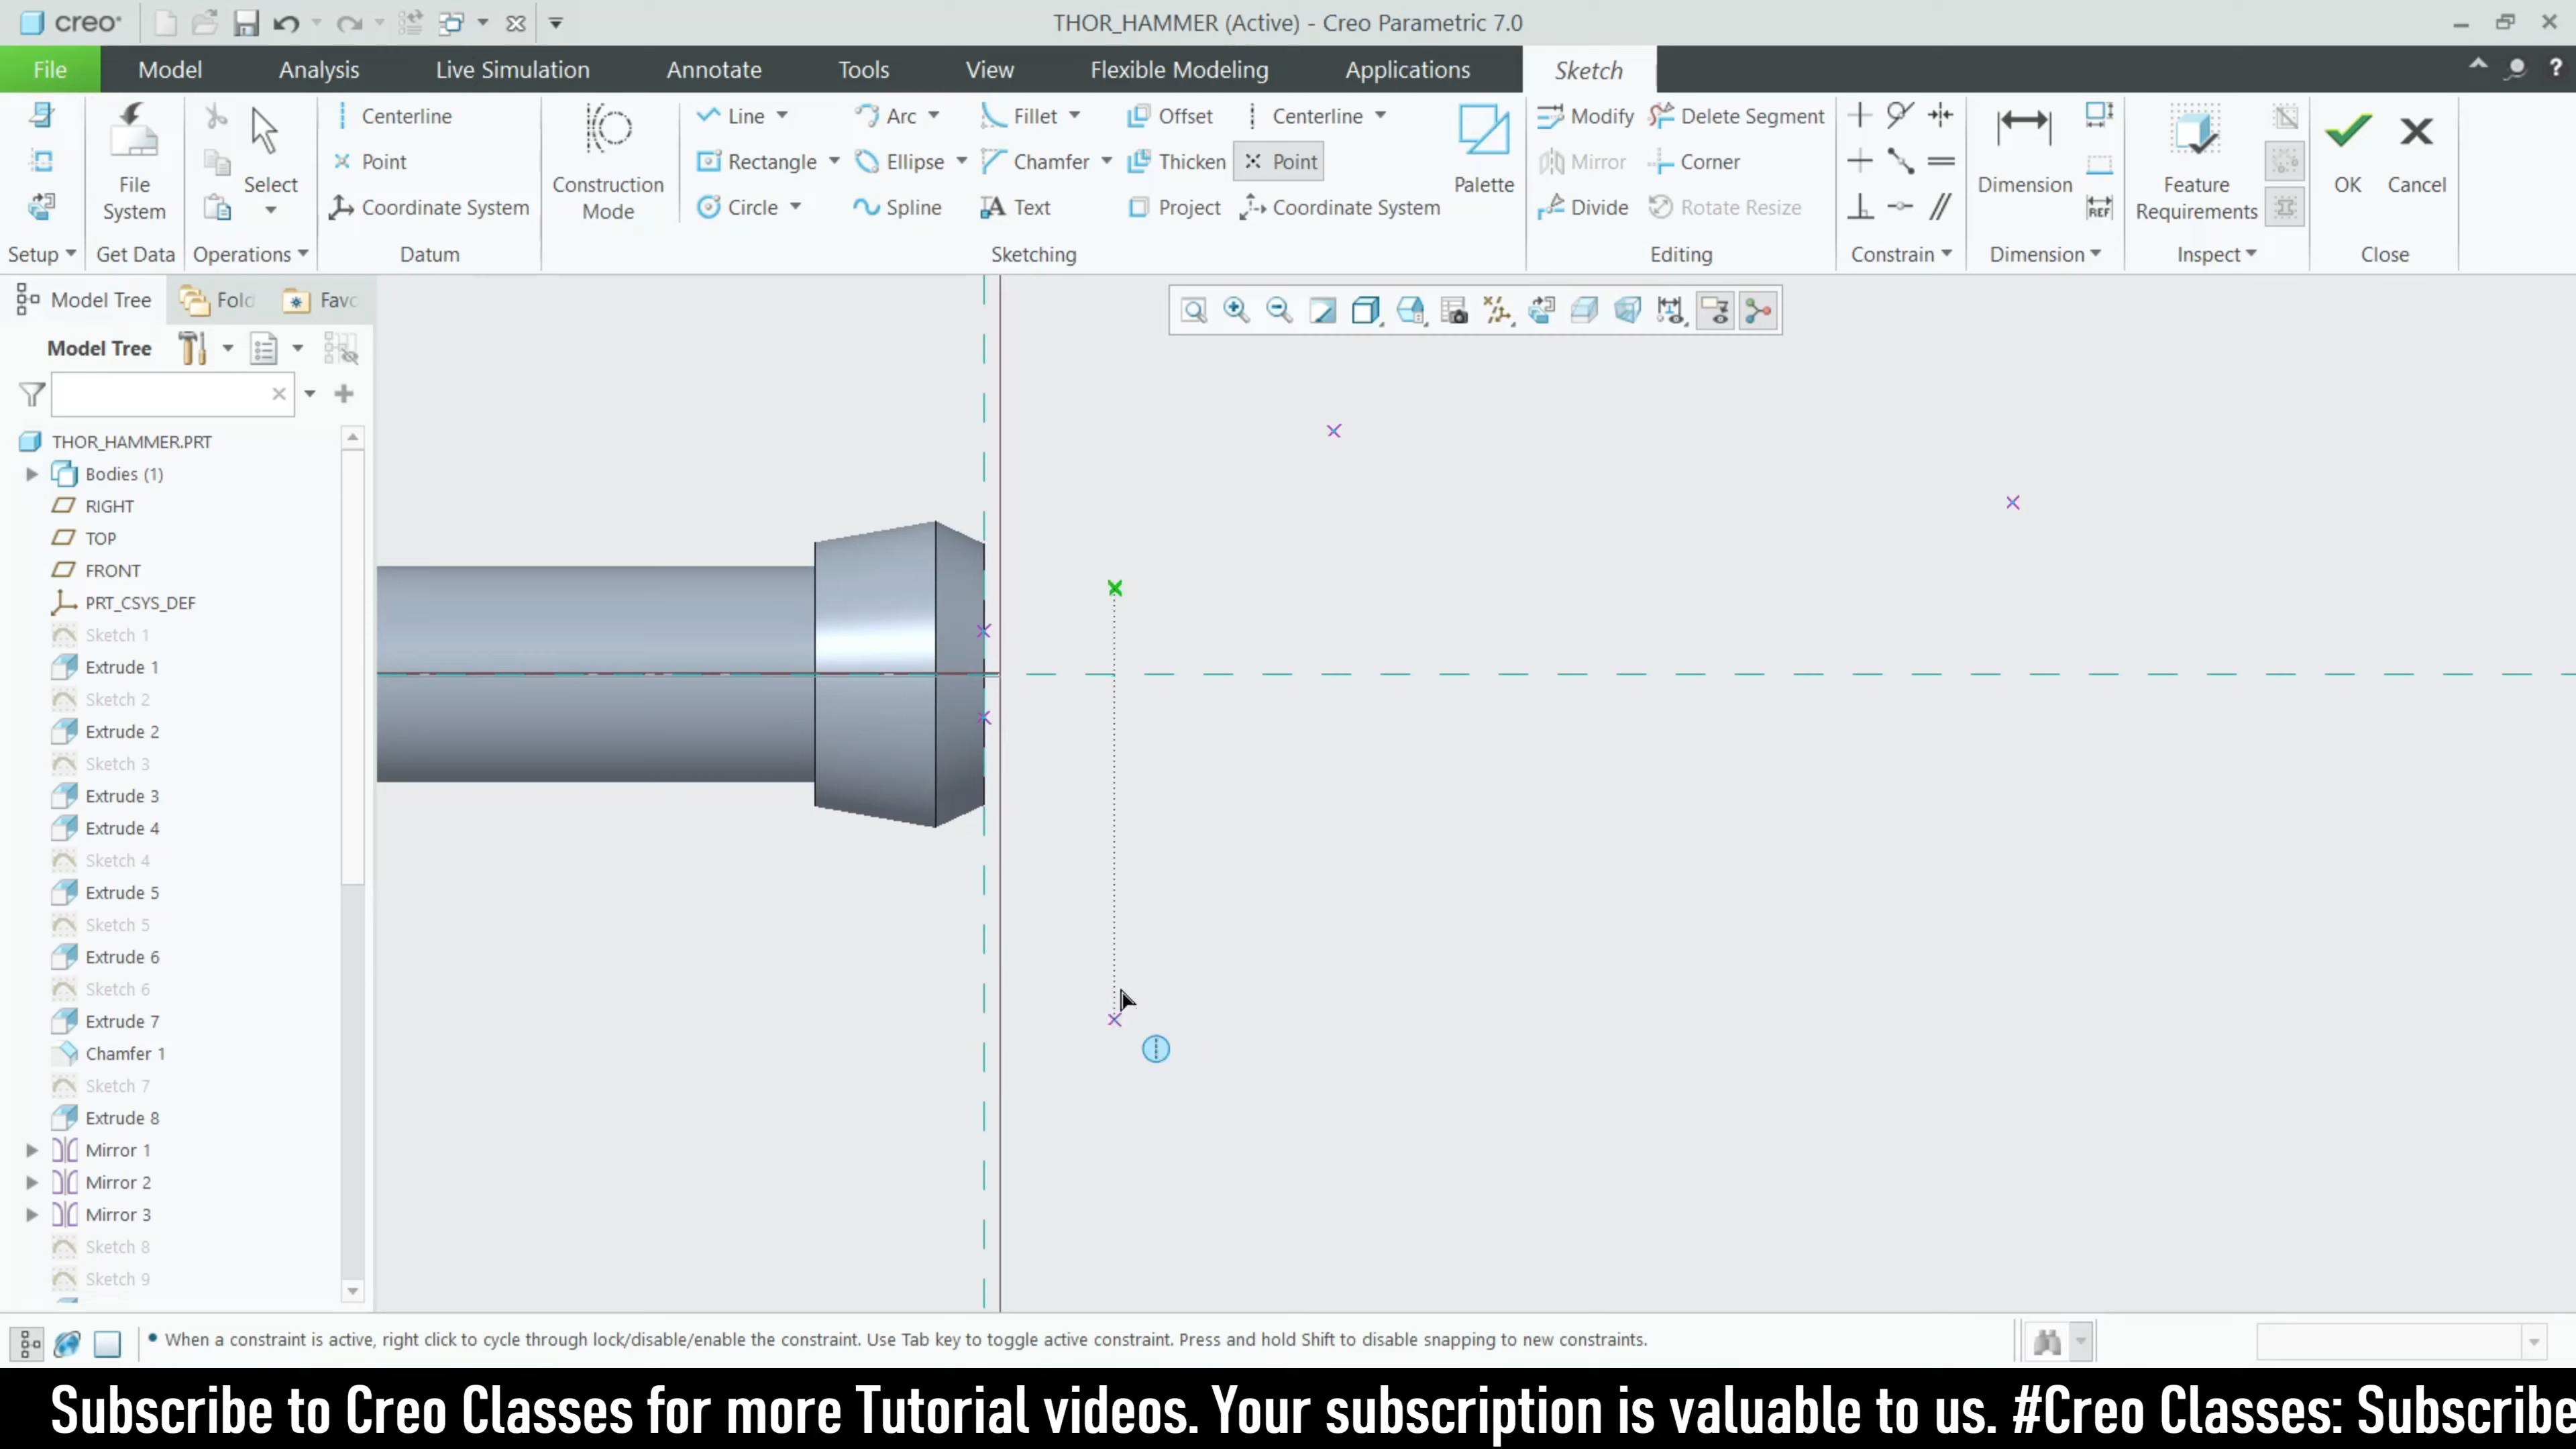 creo°
THOR_HAMMER (Active) - Creo Parametric 7.0
File Model Analysis Live Simulation Annotate Tools View Flexible Modeling Applications Sketch
File System
Select
Centerline
Point
Coordinate System
Construction Mode
Line Arc Fillet Offset Centerline
Rectangle Ellipse Chamfer Thicken Point
Circle Spline Text Project Coordinate System
Palette
Modify Delete Segment
Mirror Corner
Divide Rotate Resize
Dimension
REF
Feature Requirements
OK Cancel
Setup Get Data Operations Datum Sketching Editing Constrain Dimension Inspect Close
Model Tree Fold Favo
Model Tree
THOR_HAMMER.PRT
Bodies (1)
RIGHT
TOP
FRONT
PRT_CSYS_DEF
Sketch 1
Extrude 1
Sketch 2
Extrude 2
Sketch 3
Extrude 3
Extrude 4
Sketch 4
Extrude 5
Sketch 5
Extrude 6
Sketch 6
Extrude 7
Chamfer 1
Sketch 7
Extrude 8
Mirror 1
Mirror 2
Mirror 3
Sketch 8
Sketch 9
• When a constraint is active, right click to cycle through lock/disable/enable the constraint. Use Tab key to toggle active constraint. Press and hold Shift to disable snapping to new constraints.
Subscribe to Creo Classes for more Tutorial videos. Your subscription is valuable to us. #Creo Classes: Subscribe